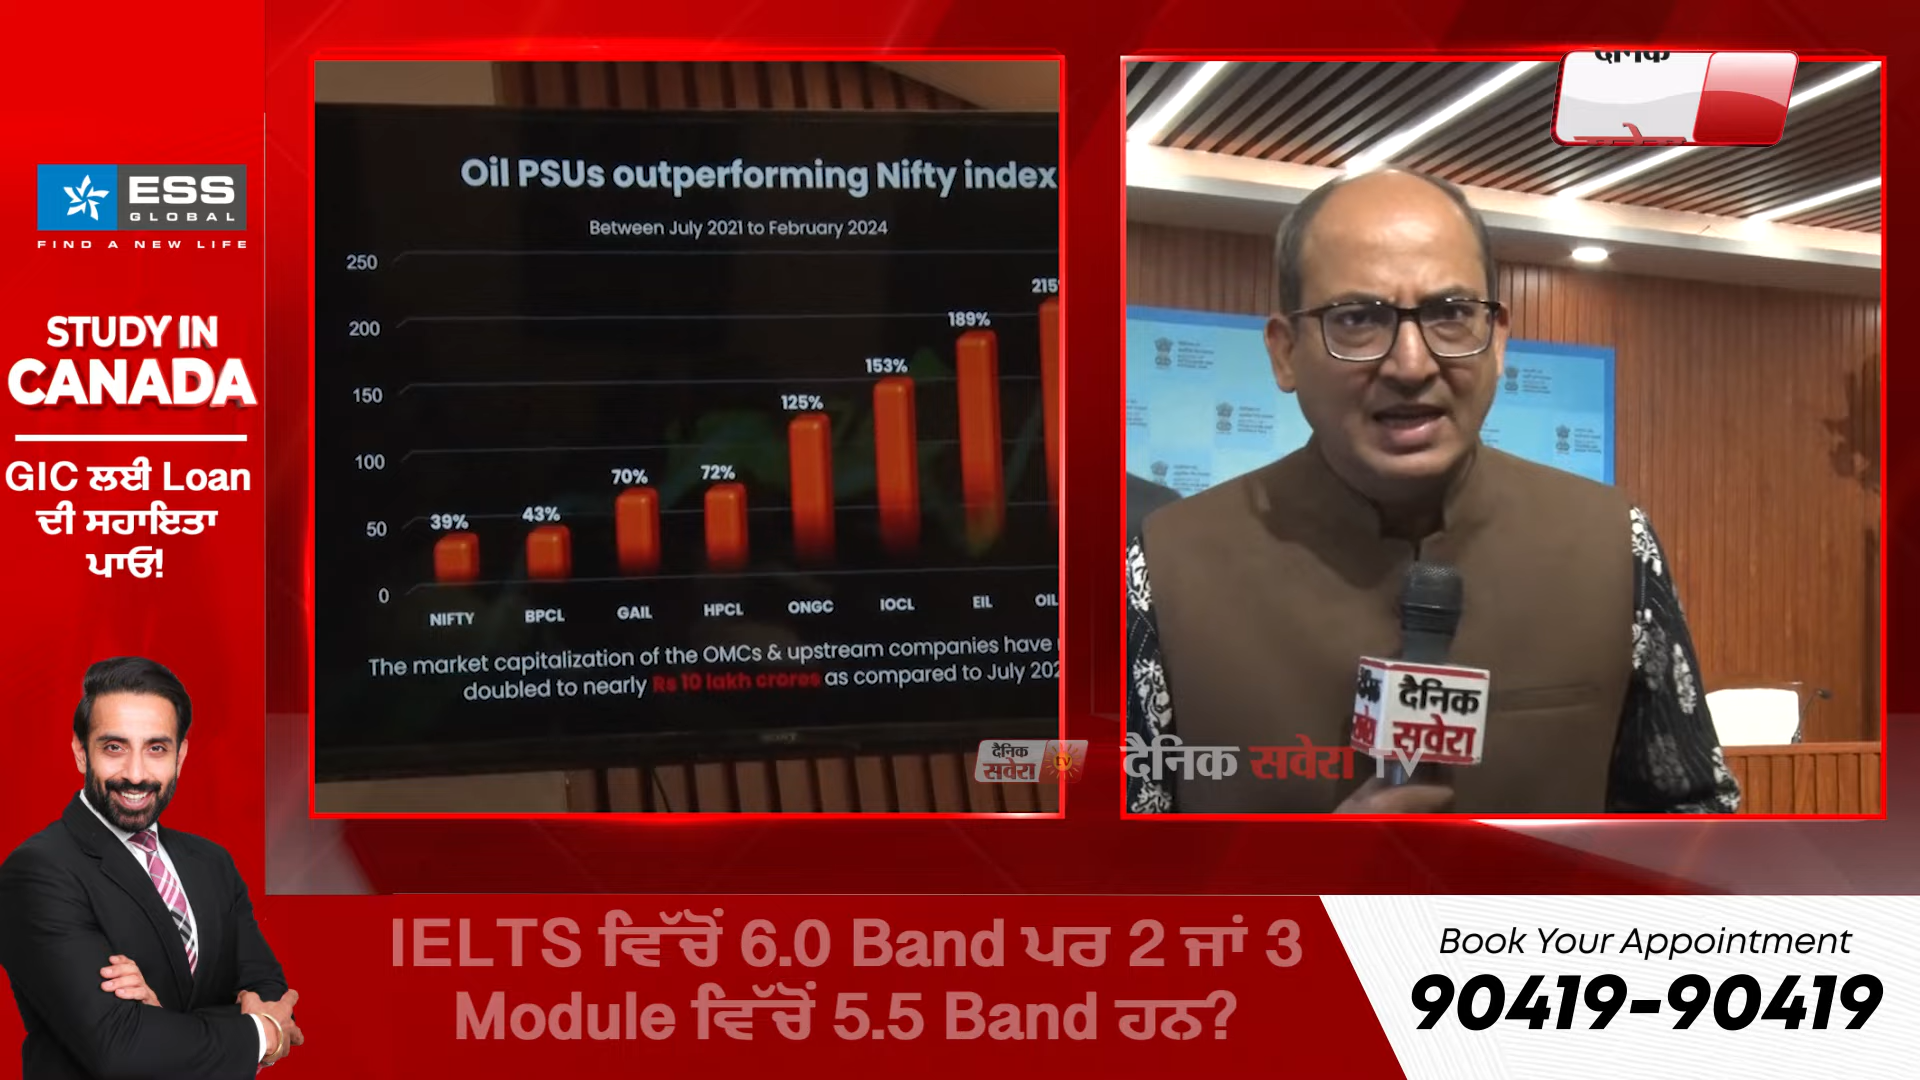 ESS
GLOBAL
FIND A NEW LIFE
STUDY IN
CANADA
GIC ਲਈ Loan
ਦੀ ਸਹਾਇਤਾ
ਪਾਓ!
Oil PSUs outperforming Nifty index
Between July 2021 to February 2024
250
200
150
100
50
0
39%
43%
70%
72%
125%
153%
189%
215
NIFTY
BPCL
GAIL
HPCL
ONGC
IOCL
EIL
OIL
The market capitalization of the OMCs & upstream companies have
doubled to nearly Rs 10 lakh crores as compared to July
दैनिक
सवेरा
tv
दैनिक सवेरा TV
दैनिक
सवेरा
IELTS ਵਿੱਚੋਂ 6.0 Band ਪਰ 2 ਜਾਂ 3
Module ਵਿੱਚੋਂ 5.5 Band ਹਨ?
Book Your Appointment
90419-90419